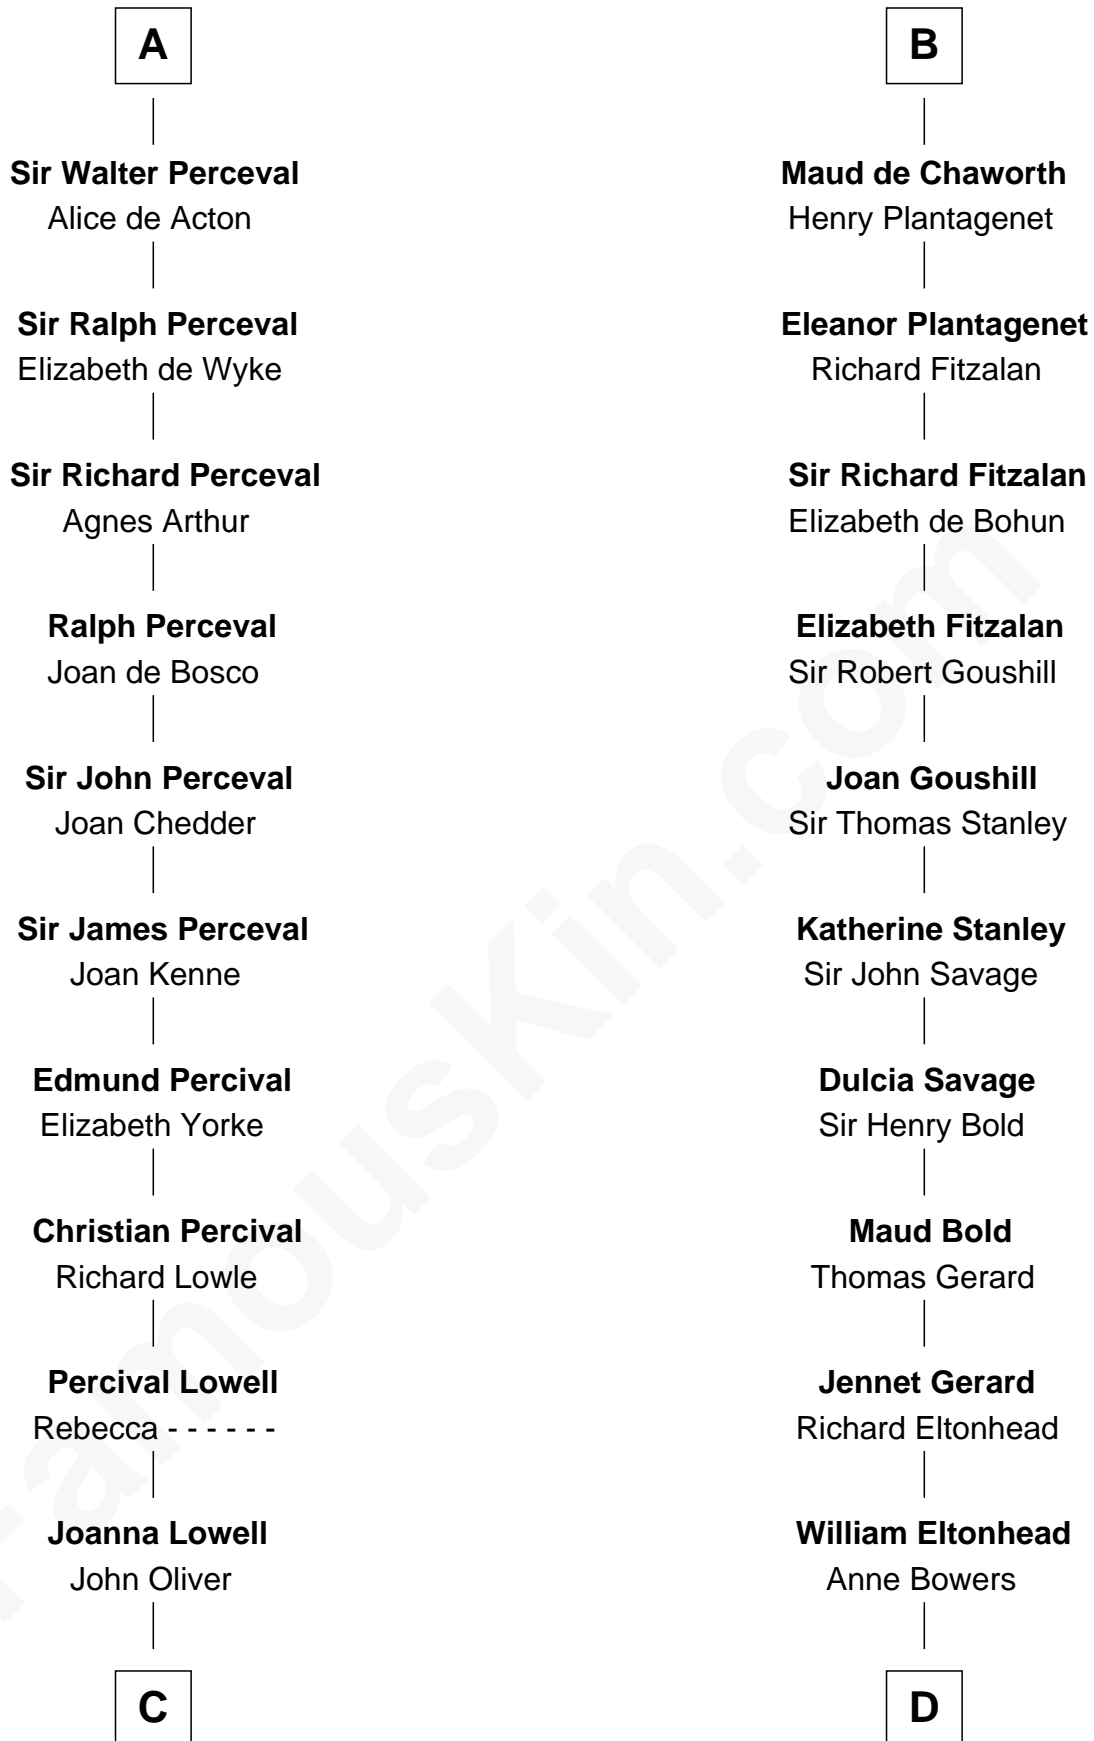 A
Sir Walter Perceval
Alice de Acton
Sir Ralph Perceval
Elizabeth de Wyke
Sir Richard Perceval
Agnes Arthur
Ralph Perceval
Joan de Bosco
Sir John Perceval
Joan Chedder
Sir James Perceval
Joan Kenne
Edmund Percival
Elizabeth Yorke
Christian Percival
Richard Lowle
Percival Lowell
Rebecca - - - - - -
Joanna Lowell
John Oliver
C
B
Maud de Chaworth
Henry Plantagenet
Eleanor Plantagenet
Richard Fitzalan
Sir Richard Fitzalan
Elizabeth de Bohun
Elizabeth Fitzalan
Sir Robert Goushill
Joan Goushill
Sir Thomas Stanley
Katherine Stanley
Sir John Savage
Dulcia Savage
Sir Henry Bold
Maud Bold
Thomas Gerard
Jennet Gerard
Richard Eltonhead
William Eltonhead
Anne Bowers
D
FamousKin.com